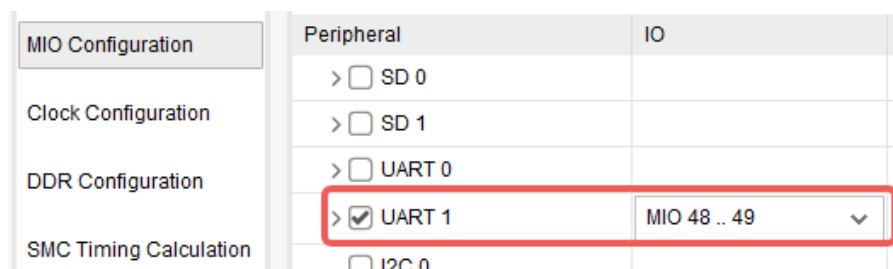 Peripheral IO
MIO Configuration
> SD 0
Clock Configuration
> SD 1
> UART 0
DDR Configuration
> UART 1 MIO 48 .. 49
SMC Timing Calculation
I2C 0